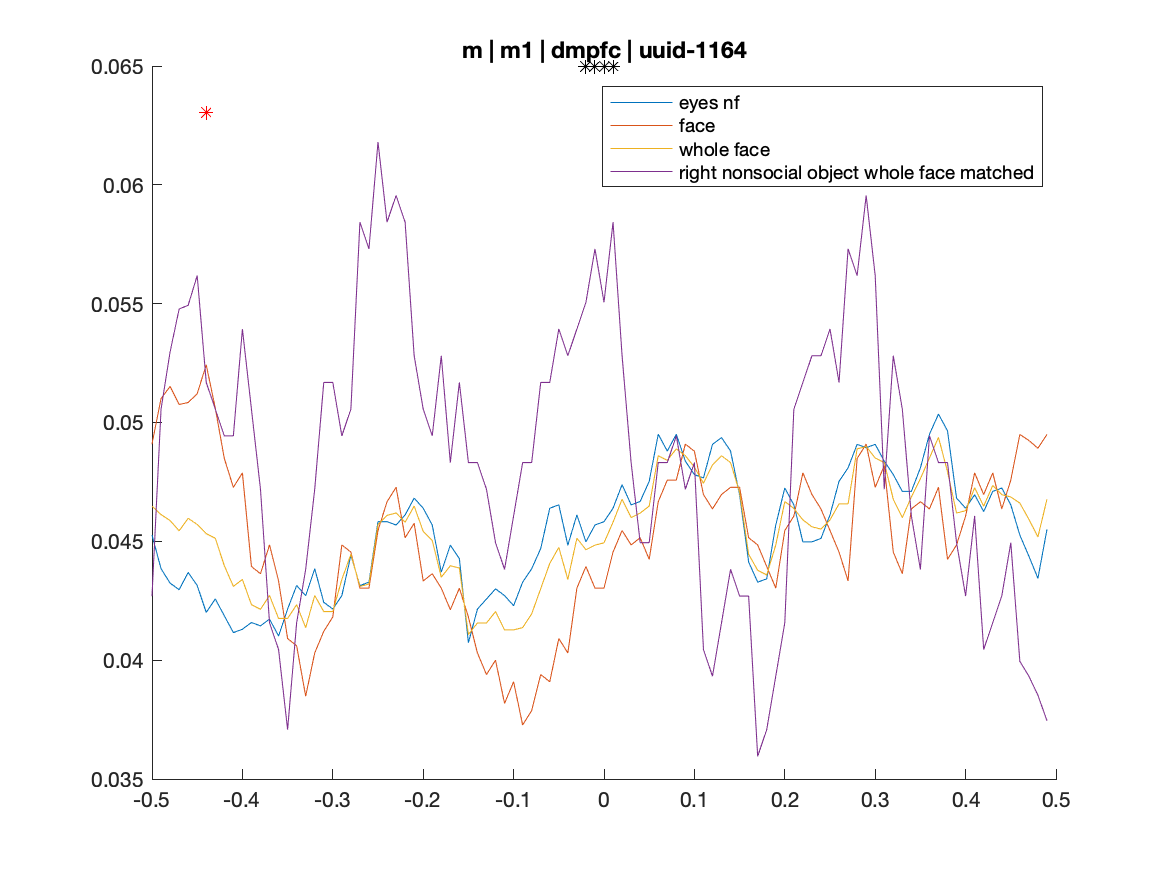 m | m1 | dmpfc | uuid-1164
0.065
0.06
0.055
0.05
0.045
0.04
0.035
eyes nf
face
whole face
right nonsocial object whole face matched
-0.5 -0.4 -0.3 -0.2 -0.1 0 0.1 0.2 0.3 0.4 0.5